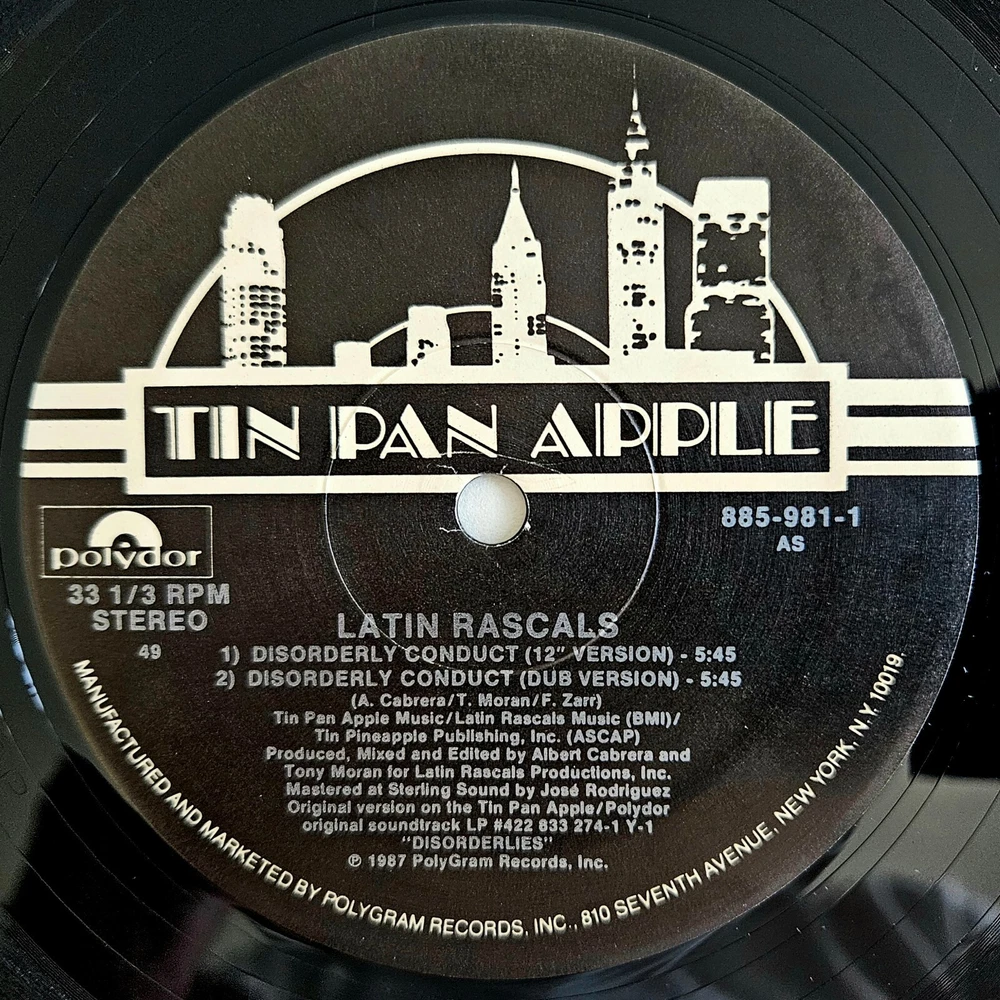 TIN PAN APPLE
polydor
885-981-1
AS
33 1/3 RPM
STEREO
49
LATIN RASCALS
1) DISORDERLY CONDUCT (12" VERSION) - 5:45
2) DISORDERLY CONDUCT (DUB VERSION) - 5:45
(A. Cabrera/T. Moran/F. Zarr)
Tin Pan Apple Music/Latin Rascals Music (BMI)/
Tin Pineapple Publishing, Inc. (ASCAP)
Produced, Mixed and Edited by Albert Cabrera and
Tony Moran for Latin Rascals Productions, Inc.
Mastered at Sterling Sound by José Rodriguez
Original version on the Tin Pan Apple/Polydor
original soundtrack LP #422 833 274-1 Y-1
"DISORDERLIES"
℗ 1987 PolyGram Records, Inc.
MANUFACTURED AND MARKETED BY POLYGRAM RECORDS, INC., 810 SEVENTH AVENUE, NEW YORK, N.Y. 10019.